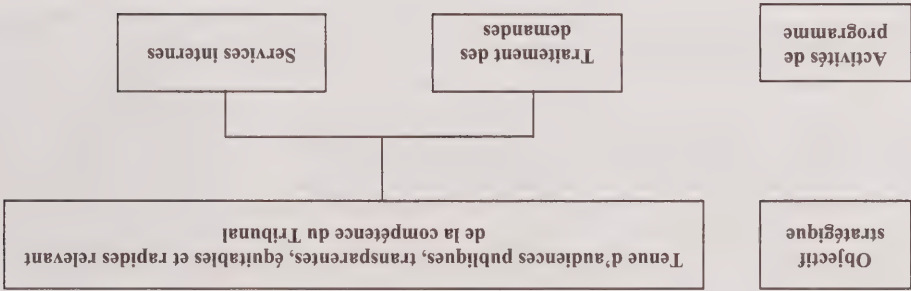 Objectif
stratégique
Tenue d'audiences publiques, transparentes, équitables et rapides relevant
de la compétence du Tribunal
Activités de
programme
Traitement des
demandes
Services internes